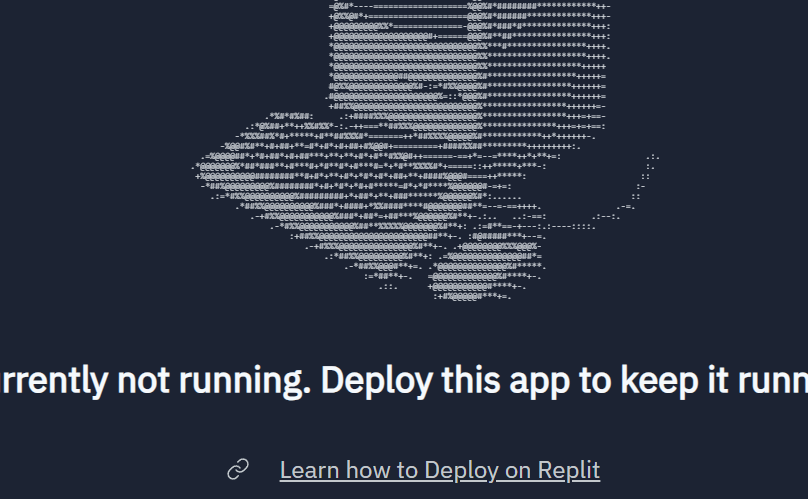 rrently not running. Deploy this app to keep it runn
Learn how to Deploy on Replit